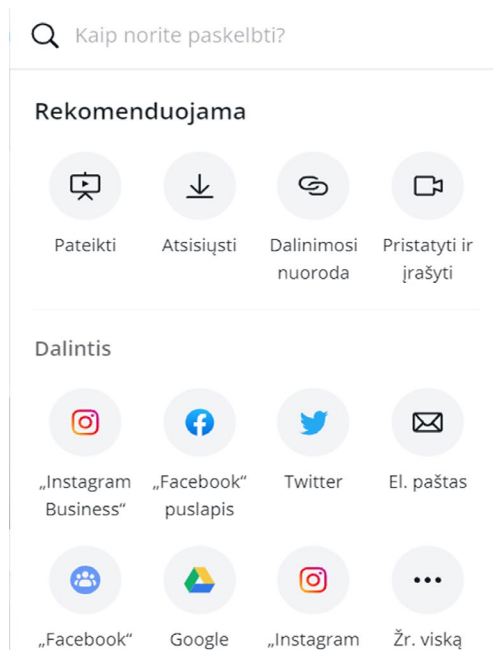 Kaip norite paskelbti?
Rekomenduojama
Pateikti
Atsisiųsti
Dalinimosi
nuoroda
Pristatyti ir
įrašyti
Dalintis
„Instagram
Business“
„Facebook“
puslapis
Twitter
El. paštas
„Facebook“
Google
„Instagram
Žr. viską